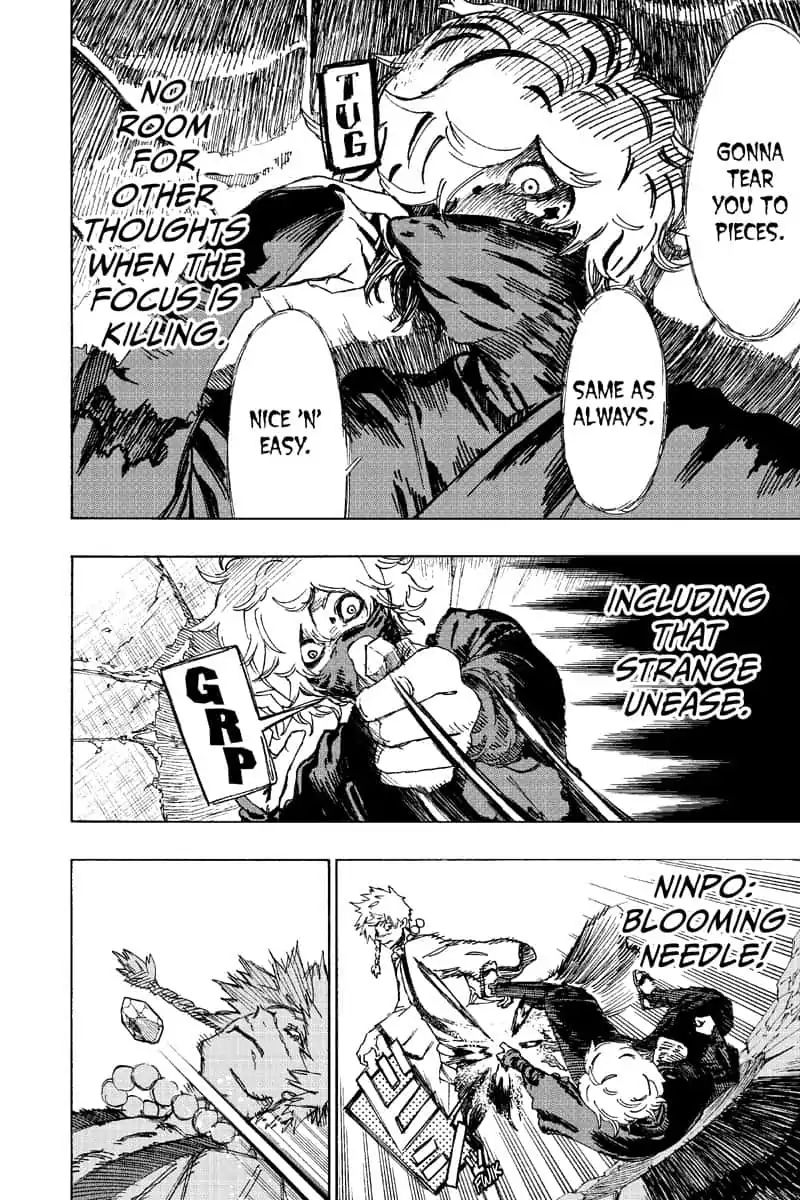 GONNA
TEAR
YOU TO
PIECES.
SAME AS
ALWAYS.
NICE 'N'
EASY.
TUG
NO
ROOM
FOR
OTHER
THOUGHTS
WHEN THE
FOCUS IS
KILLING.
INCLUDING
THAT
STRANGE
UNEASE.
GRP
NINPO:
BLOOMING
NEEDLE!